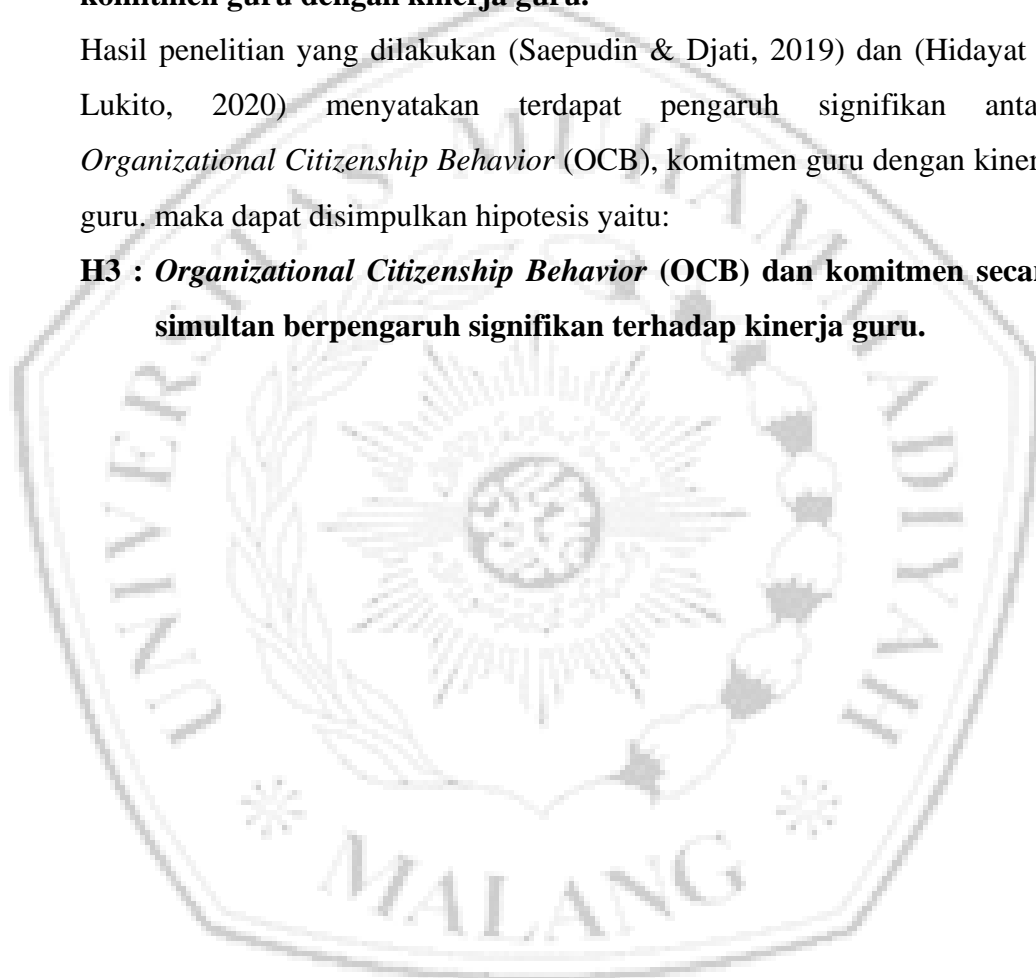 komitmen guru dengan kinerja guru.
Hasil penelitian yang dilakukan (Saepudin & Djati, 2019) dan (Hidayat
Lukito, 2020) menyatakan terdapat pengaruh signifikan anta
Organizational Citizenship Behavior (OCB), komitmen guru dengan kiner
guru. maka dapat disimpulkan hipotesis yaitu:
H3 : Organizational Citizenship Behavior (OCB) dan komitmen secar
simultan berpengaruh signifikan terhadap kinerja guru.
UNIVERSITAS MUHAMMADIYAH
MALANG